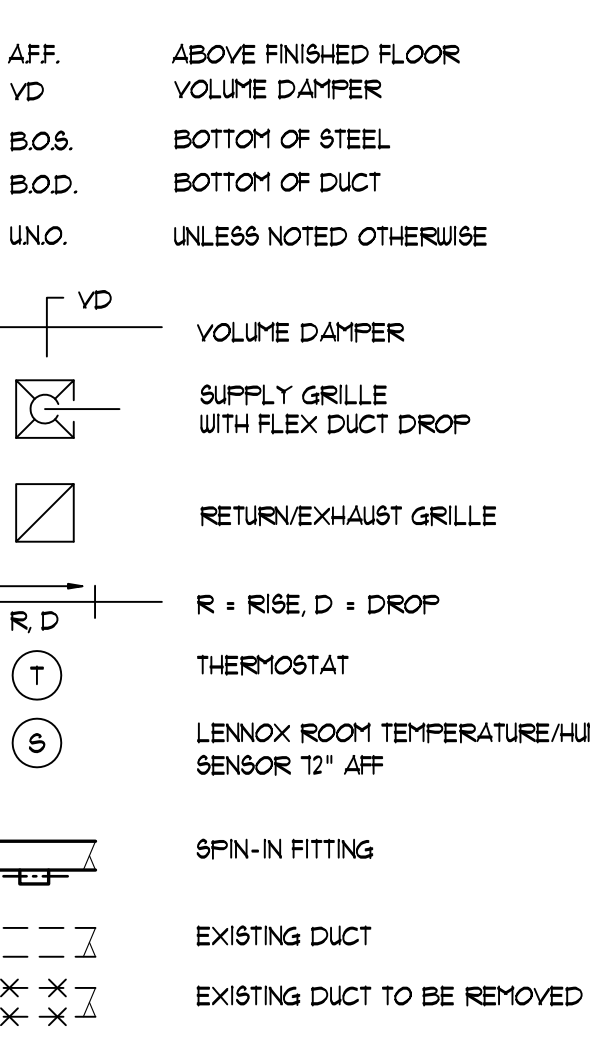 A.F.F. ABOVE FINISHED FLOOR
VD VOLUME DAMPER
B.O.S. BOTTOM OF STEEL
B.O.D. BOTTOM OF DUCT
U.N.O. UNLESS NOTED OTHERWISE
VD
VOLUME DAMPER
SUPPLY GRILLE
WITH FLEX DUCT DROP
RETURN/EXHAUST GRILLE
R, D R = RISE, D = DROP
T THERMOSTAT
S LENNOX ROOM TEMPERATURE/HUI
SENSOR 72" AFF
SPIN-IN FITTING
EXISTING DUCT
EXISTING DUCT TO BE REMOVED